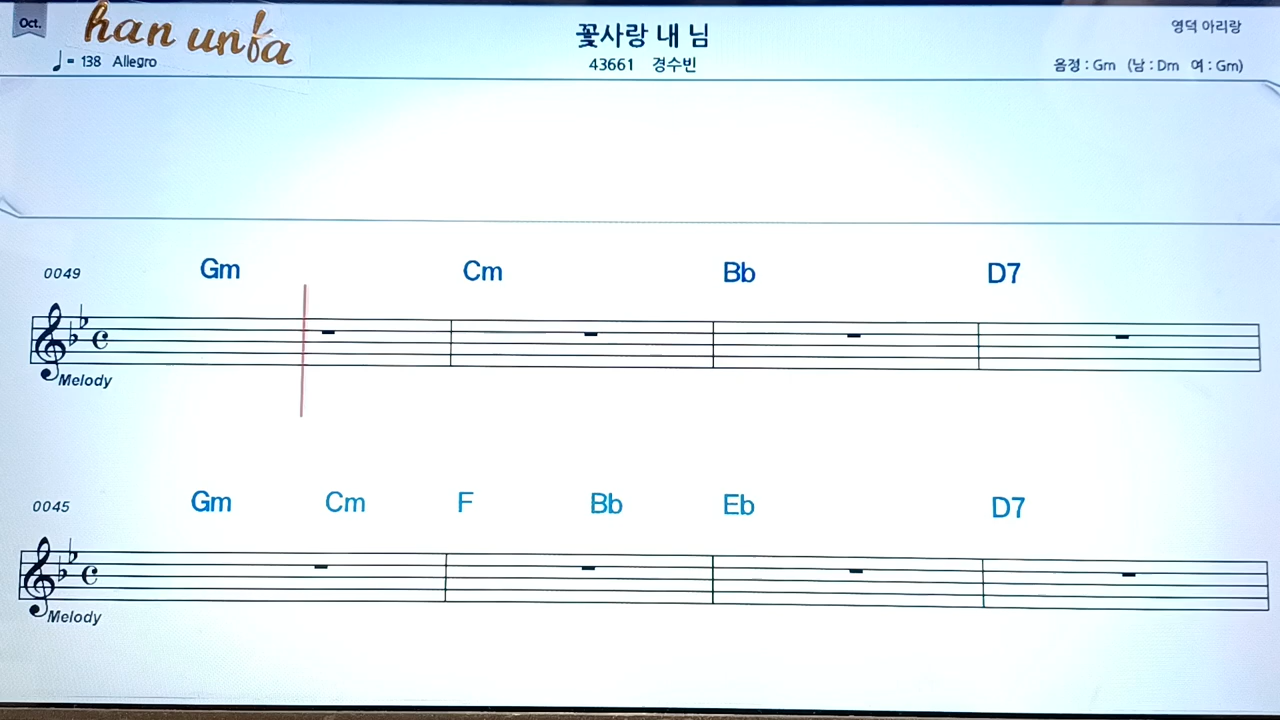 Oct.
han unfa
♩= 138 Allegro
꽃사랑 내 님
43661 경수빈
영덕 아리랑
음정 : Gm (남 : Dm 여 : Gm)
0049 Gm Cm Bb D7
Melody
0045 Gm Cm F Bb Eb D7
Melody